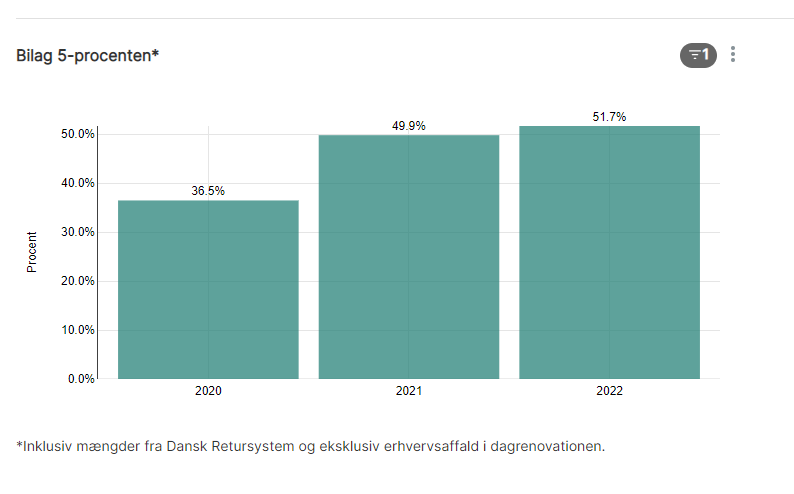 Bilag 5-procenten*
1
51.7%
49.9%
36.5%
50.0%
40.0%
30.0%
20.0%
10.0%
0.0%
Procent
2020 2021 2022
*Inklusiv mængder fra Dansk Retursystem og eksklusiv erhvervsaffald i dagrenovationen.